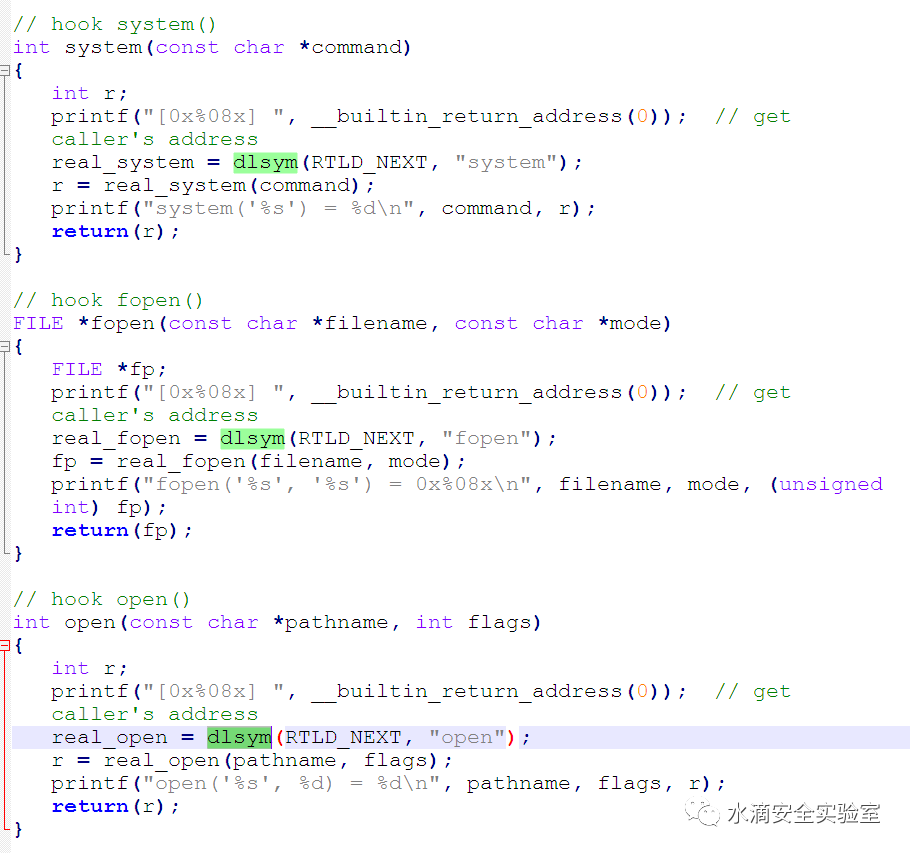 // hook system()
int system(const char *command)
{
int r;
printf("[0x%08x] ", __builtin_return_address(0)); // get
caller's address
real_system = dlsym(RTLD_NEXT, "system");
r = real_system(command);
printf("system('%s') = %d\n", command, r);
return(r);
}
// hook fopen()
FILE *fopen(const char *filename, const char *mode)
{
FILE *fp;
printf("[0x%08x] ", __builtin_return_address(0)); // get
caller's address
real_fopen = dlsym(RTLD_NEXT, "fopen");
fp = real_fopen(filename, mode);
printf("fopen('%s', '%s') = 0x%08x\n", filename, mode, (unsigned
int) fp);
return(fp);
}
// hook open()
int open(const char *pathname, int flags)
{
int r;
printf("[0x%08x] ", __builtin_return_address(0)); // get
caller's address
real_open = dlsym(RTLD_NEXT, "open");
r = real_open(pathname, flags);
printf("open('%s', %d) = %d\n", pathname, flags, r);
return(r);
}
水滴安全实验室